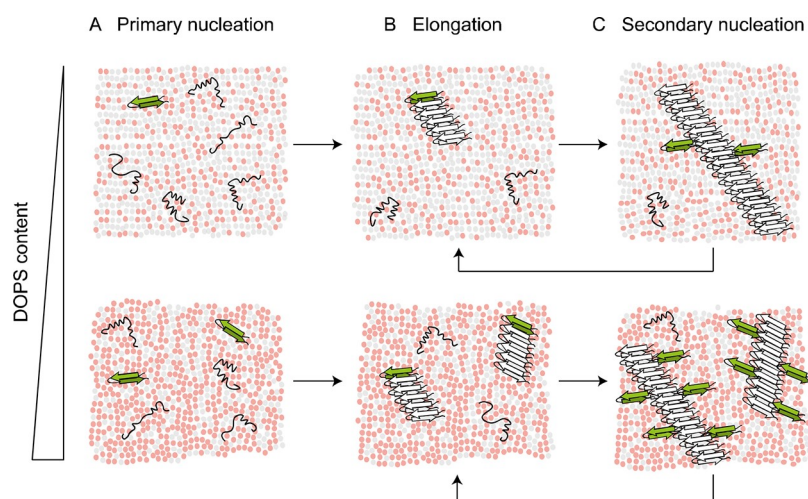 A Primary nucleation
B Elongation
C Secondary nucleation
DOPS content